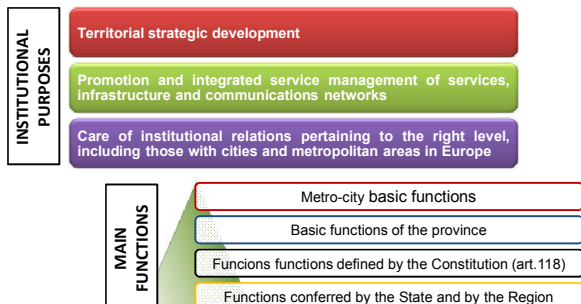 INSTITUTIONAL
PURPOSES
Territorial strategic development
Promotion and integrated service management of services,
infrastructure and communications networks
Care of institutional relations pertaining to the right level,
including those with cities and metropolitan areas in Europe
MAIN
FUNCTIONS
Metro-city basic functions
Basic functions of the province
Funcions functions defined by the Constitution (art.118)
Functions conferred by the State and by the Region